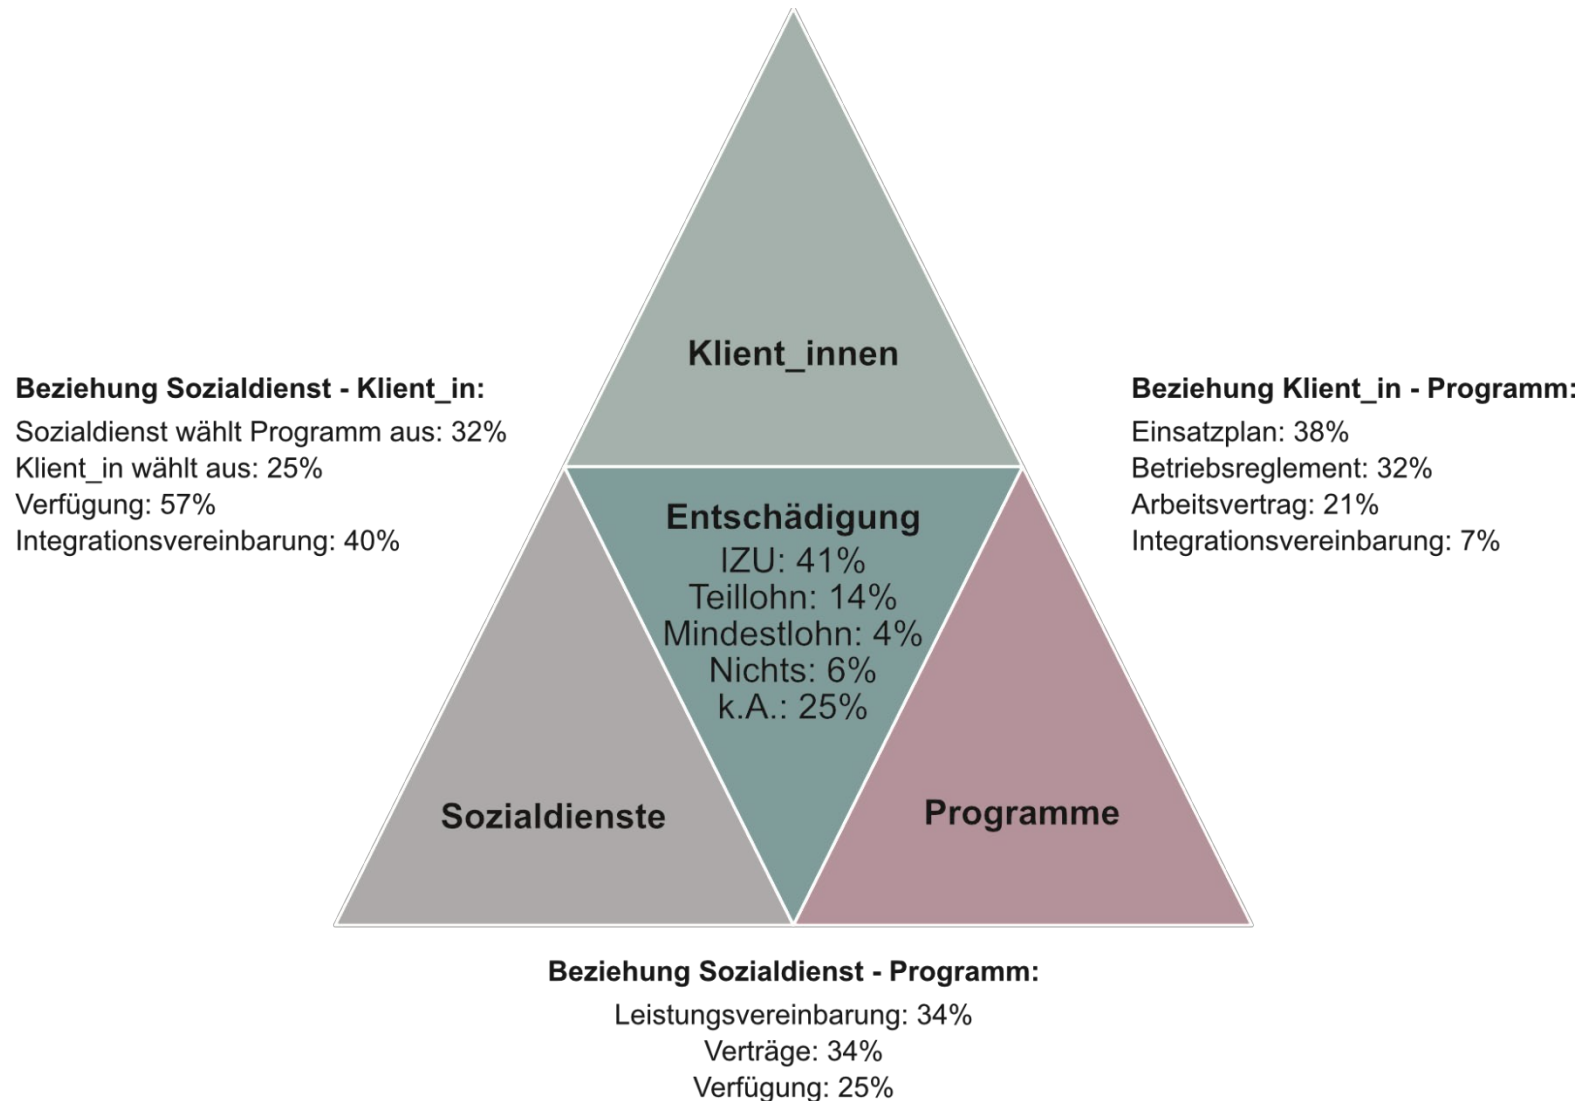 Klient_innen
Beziehung Sozialdienst - Klient_in:
Sozialdienst wählt Programm aus: 32%
Klient_in wählt aus: 25%
Verfügung: 57%
Integrationsvereinbarung: 40%
Beziehung Klient_in - Programm:
Einsatzplan: 38%
Betriebsreglement: 32%
Arbeitsvertrag: 21%
Integrationsvereinbarung: 7%
Entschädigung
IZU: 41%
Teillohn: 14%
Mindestlohn: 4%
Nichts: 6%
k.A.: 25%
Sozialdienste
Programme
Beziehung Sozialdienst - Programm:
Leistungsvereinbarung: 34%
Verträge: 34%
Verfügung: 25%